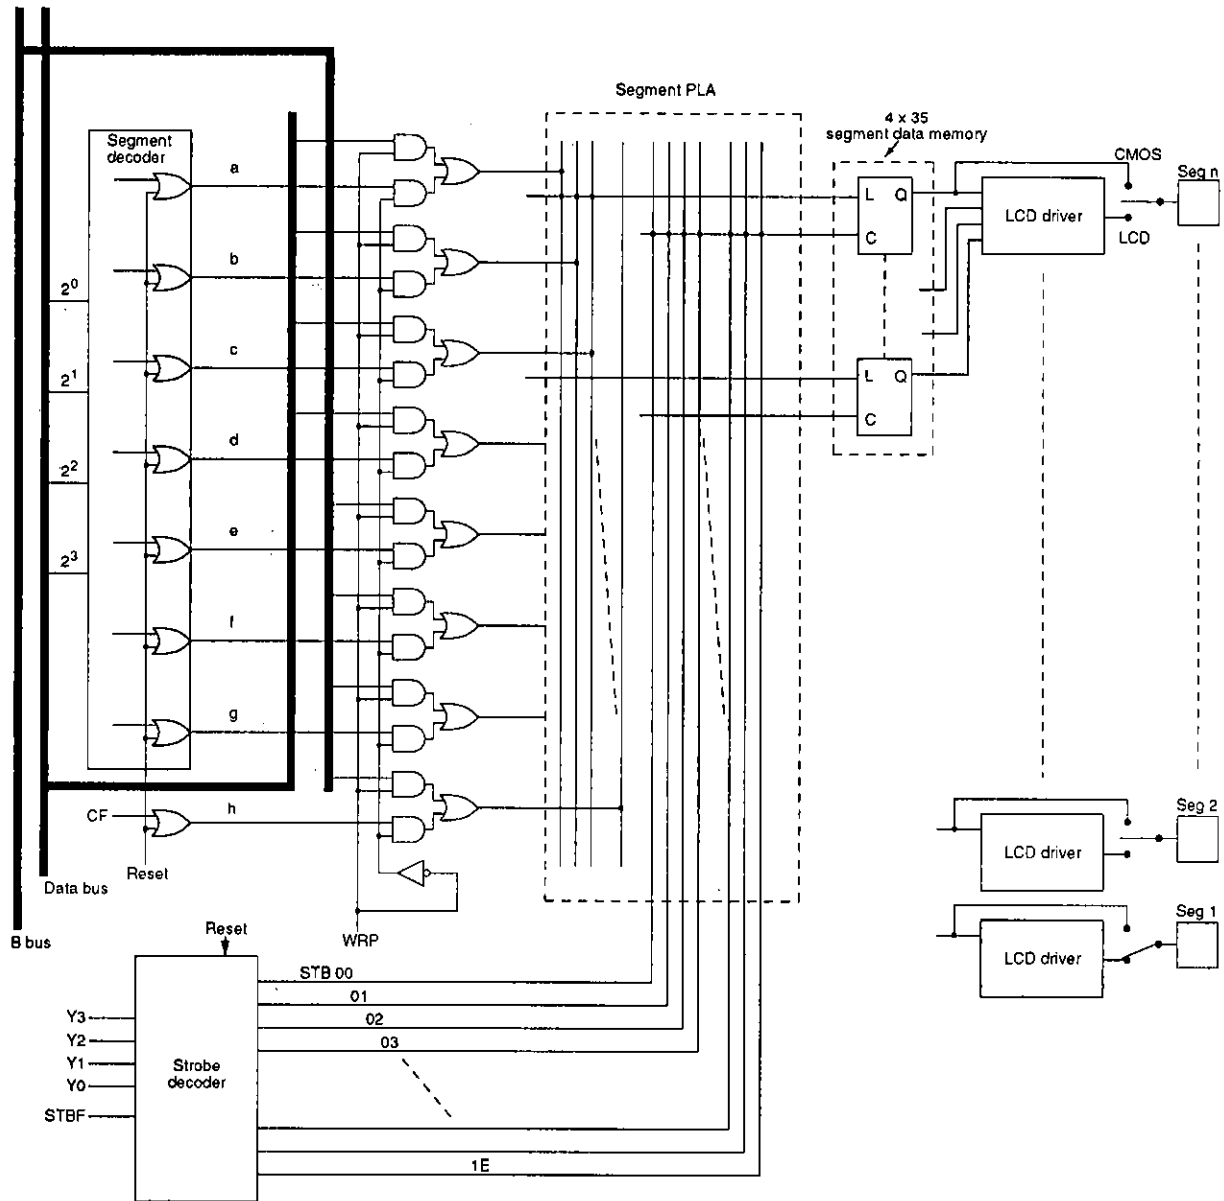 Segment PLA
4 x 35
segment data memory
Segment
decoder
a
CMOS
Seg n
L Q
LCD driver
C
LCD
b
2⁰
c
2¹
L Q
C
d
2²
e
2³
f
g
CF
h
Reset
Data bus
B bus
WRP
Seg 2
LCD driver
Seg 1
LCD driver
Reset
STB 00
01
02
03
Y3
Y2
Y1
Y0
STBF
Strobe
decoder
1E